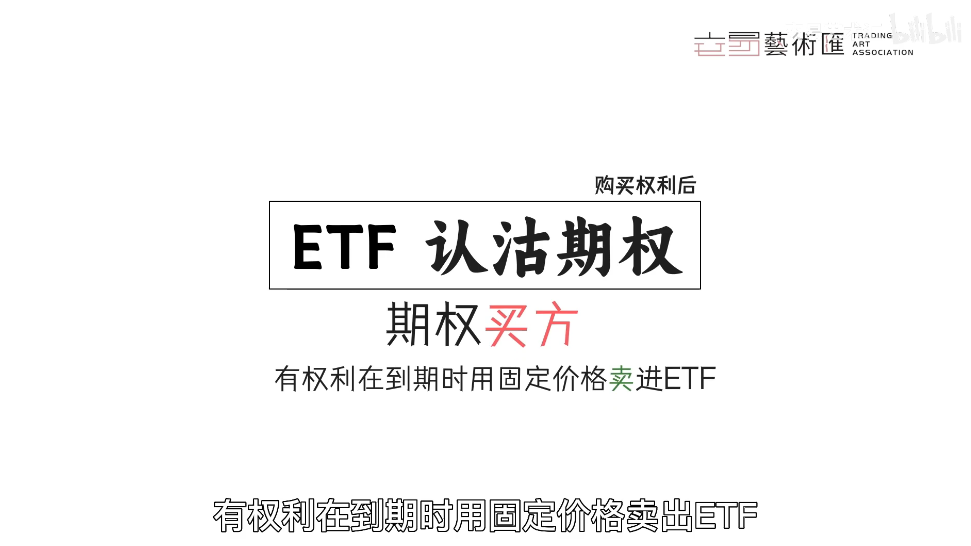 藝術匯
TRADING
ART
ASSOCIATION
bilibili
购买权利后
ETF 认沽期权
期权买方
有权利在到期时用固定价格卖进ETF
有权利在到期时用固定价格卖出ETF